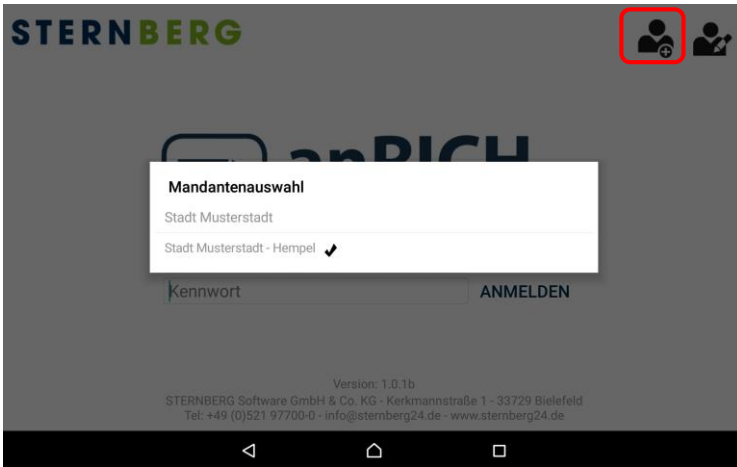 STERNBERG
anRICH
Mandantenauswahl
Stadt Musterstadt
Stadt Musterstadt - Hempel
Kennwort
ANMELDEN
Version: 1.0.1b
STERNBERG Software GmbH & Co. KG - Kerkmannstraße 1 - 33729 Bielefeld
Tel: +49 (0)521 97700-0 - info@sternberg24.de - www.sternberg24.de